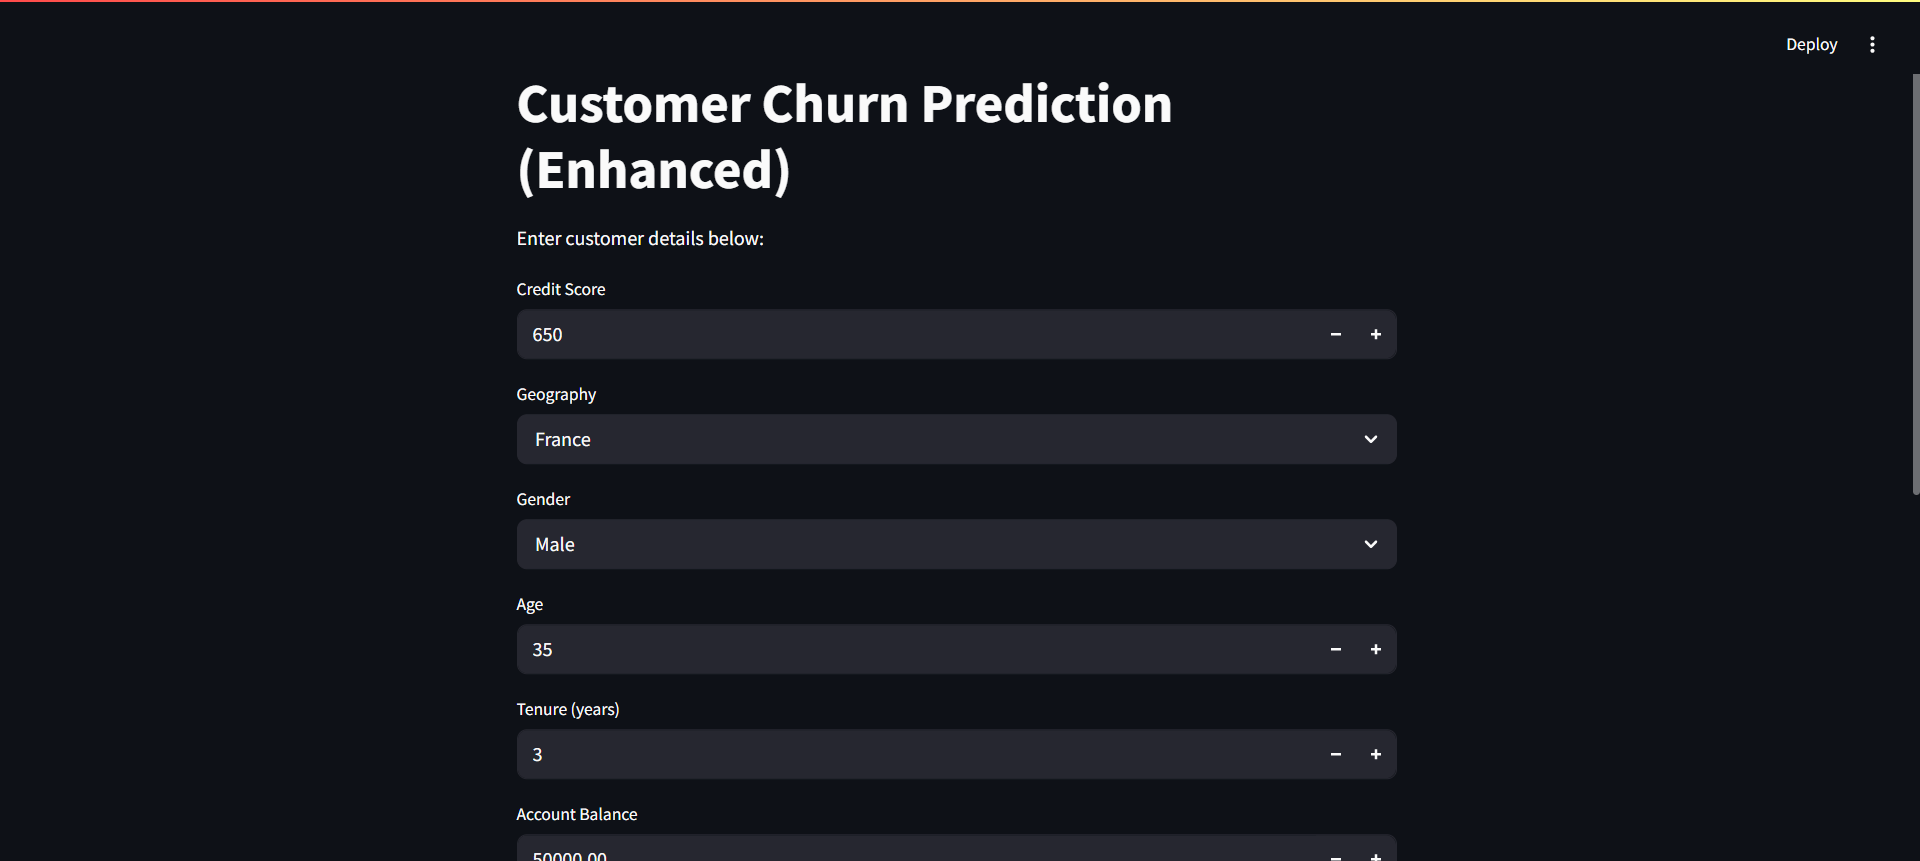 Deploy
Customer Churn Prediction
(Enhanced)
Enter customer details below:
Credit Score
650
Geography
France
Gender
Male
Age
35
Tenure (years)
3
Account Balance
50000.00